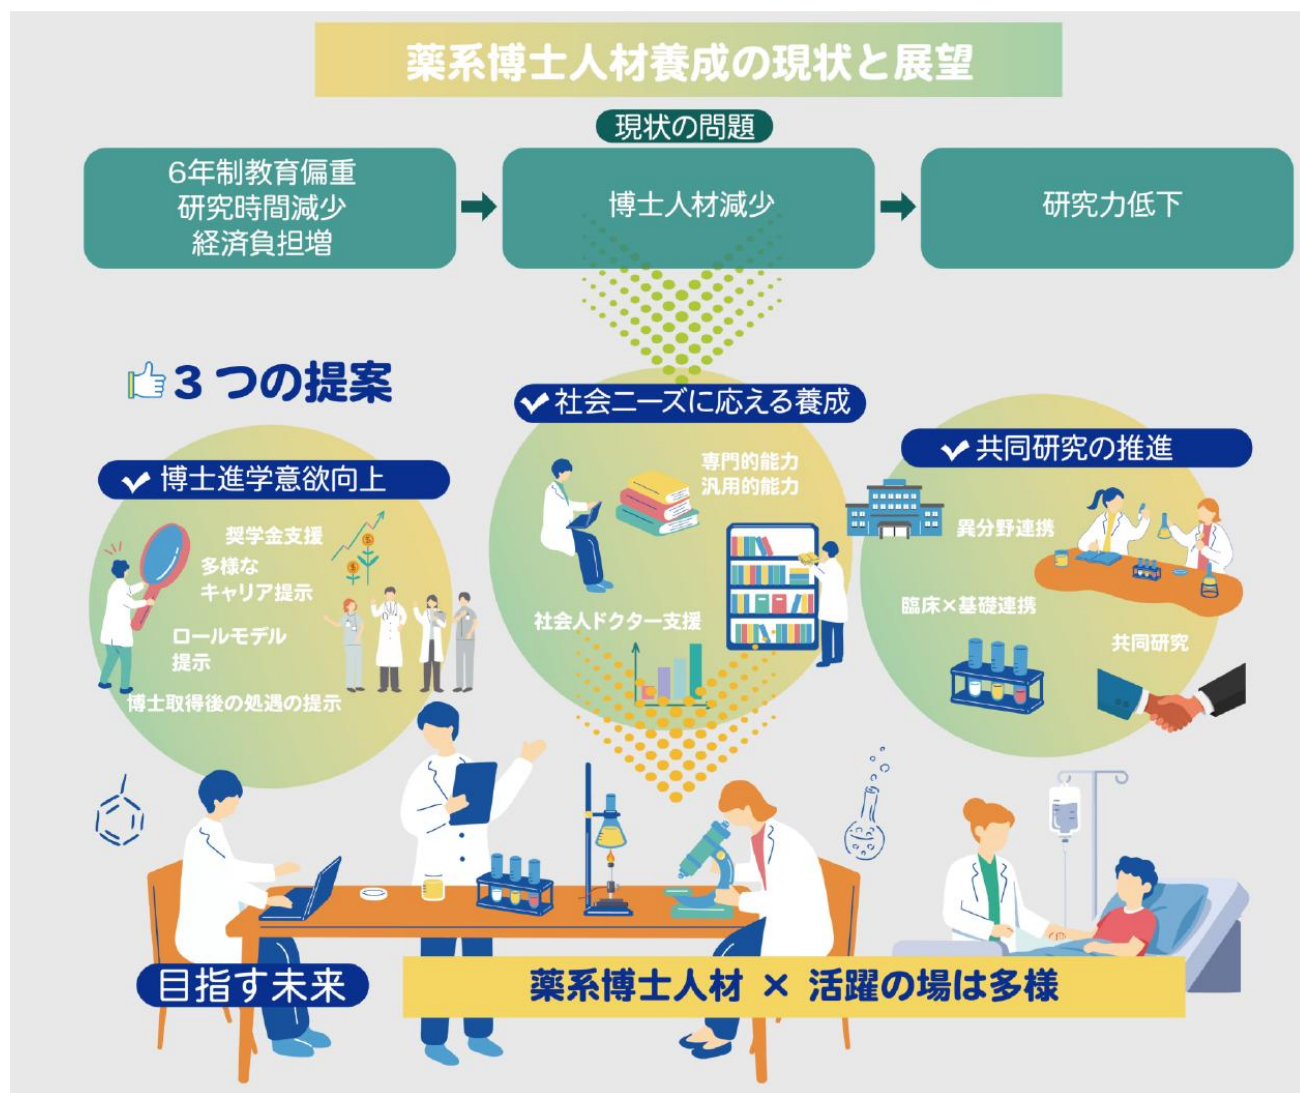 薬系博士人材養成の現状と展望
現状の問題
6年制教育偏重
研究時間減少
経済負担増
博士人材減少
研究力低下
3つの提案
博士進学意欲向上
奨学金支援
多様な
キャリア提示
ロールモデル
提示
博士取得後の処遇の提示
社会ニーズに応える養成
専門的能力
汎用的能力
社会人ドクター支援
共同研究の推進
異分野連携
臨床×基礎連携
共同研究
目指す未来
薬系博士人材 × 活躍の場は多様